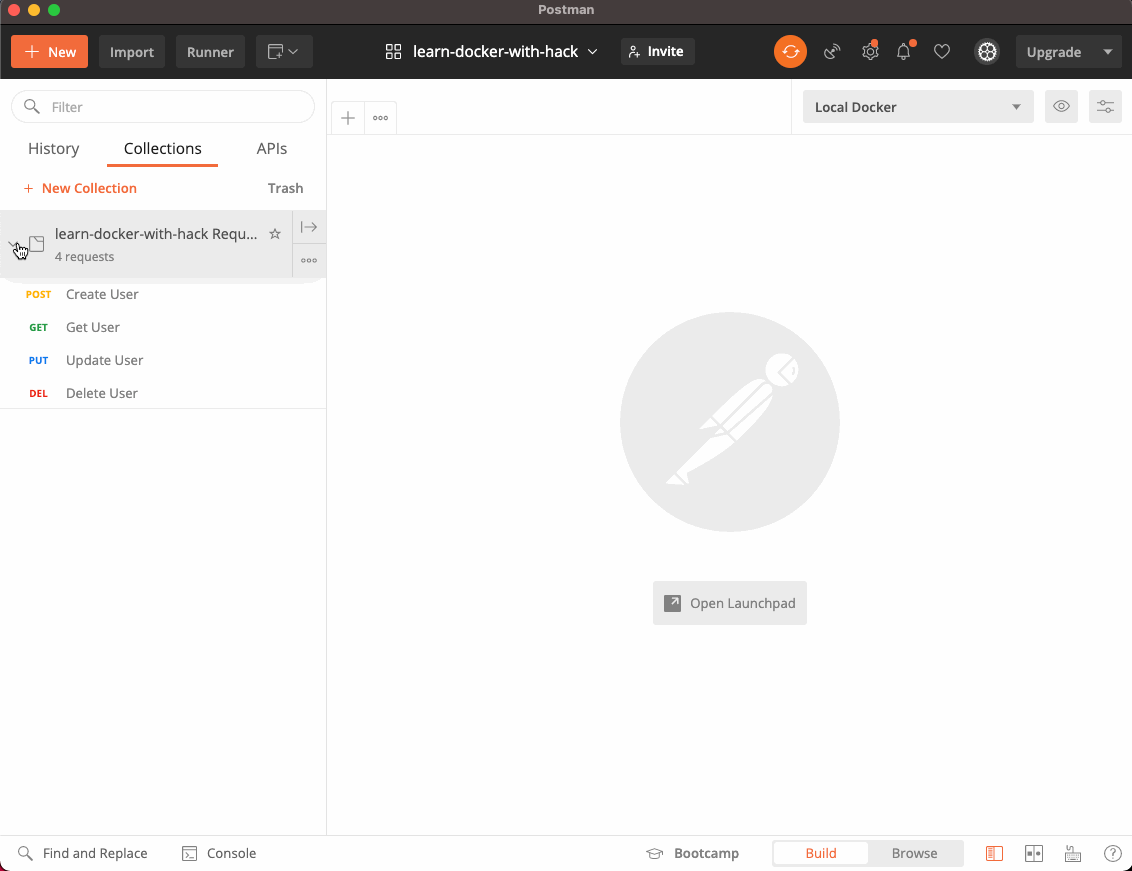 Postman
New
Import
Runner
learn-docker-with-hack
Invite
Upgrade
Filter
History
Collections
APIs
+ New Collection
Trash
learn-docker-with-hack Requ...
4 requests
POST Create User
GET Get User
PUT Update User
DEL Delete User
Local Docker
Open Launchpad
Find and Replace
Console
Bootcamp
Build
Browse